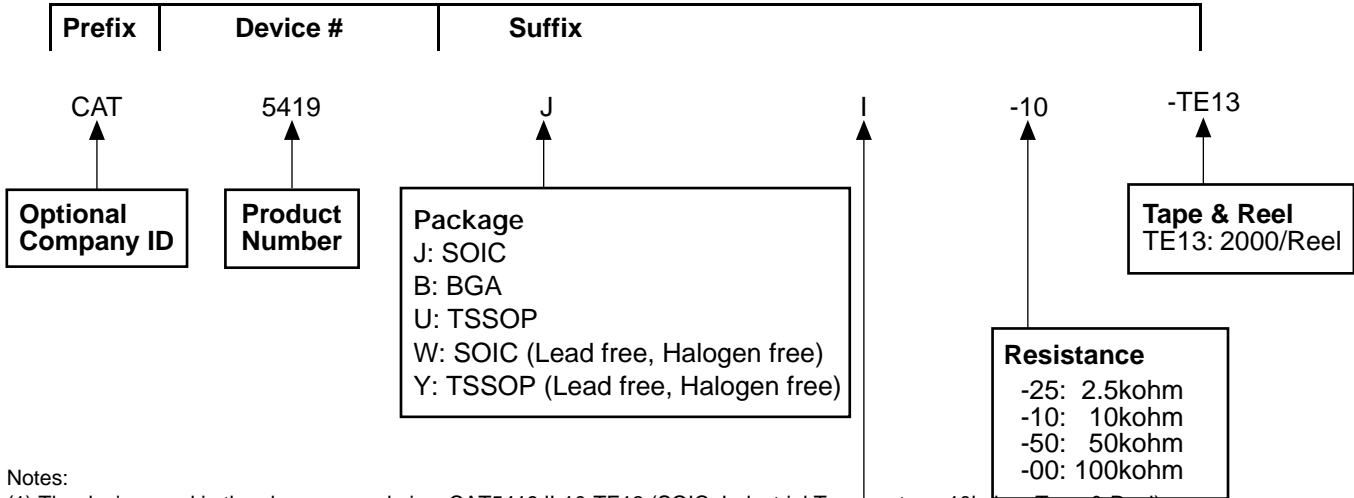 Prefix Device # Suffix
CAT 5419 J I -10 -TE13
Optional
Company ID
Product
Number
Package
J: SOIC
B: BGA
U: TSSOP
W: SOIC (Lead free, Halogen free)
Y: TSSOP (Lead free, Halogen free)
Tape & Reel
TE13: 2000/Reel
Resistance
-25: 2.5kohm
-10: 10kohm
-50: 50kohm
-00: 100kohm
Notes: